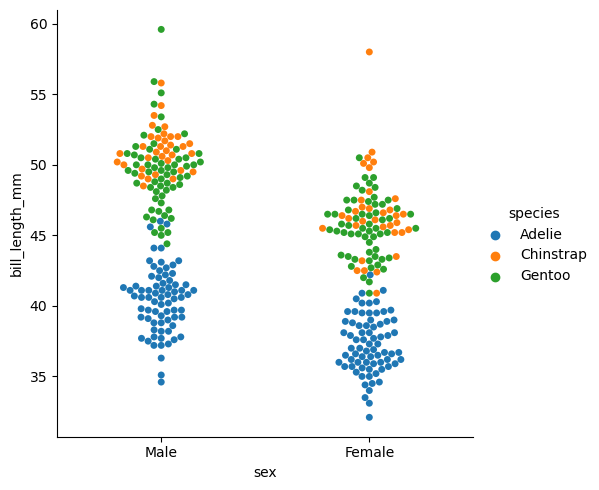 60
55
50
45
40
35
bill_length_mm
Male
Female
sex
species
Adelie
Chinstrap
Gentoo